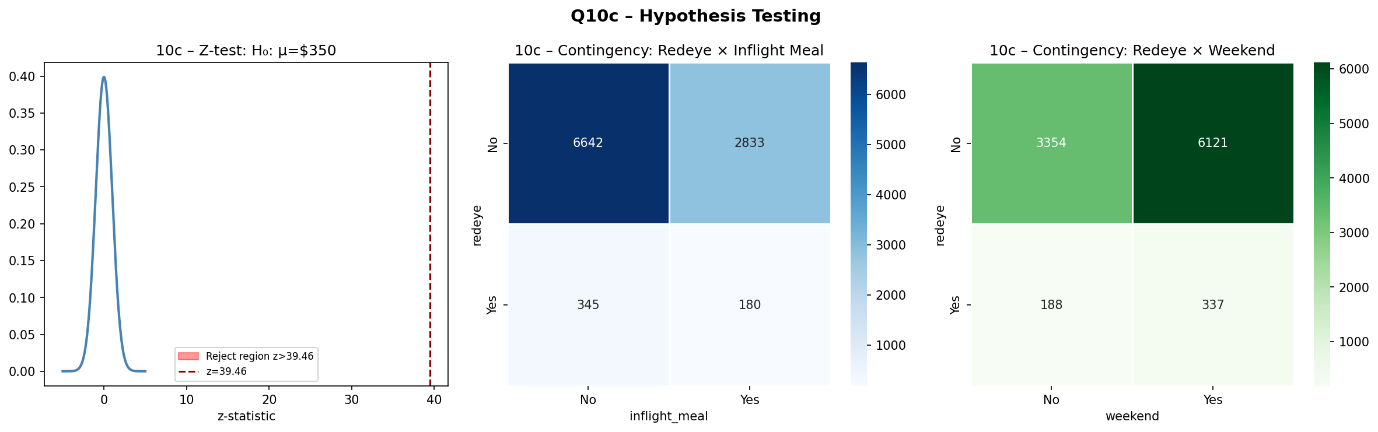 Q10c – Hypothesis Testing
10c – Z-test: H₀: μ=$350
0.40
0.35
0.30
0.25
0.20
0.15
0.10
0.05
0.00
Reject region z>39.46
z=39.46
0
10
20
30
40
z-statistic
10c – Contingency: Redeye × Inflight Meal
redeye
No
Yes
6642
2833
345
180
No
Yes
inflight_meal
6000
5000
4000
3000
2000
1000
10c – Contingency: Redeye × Weekend
redeye
No
Yes
3354
6121
188
337
No
Yes
weekend
6000
5000
4000
3000
2000
1000